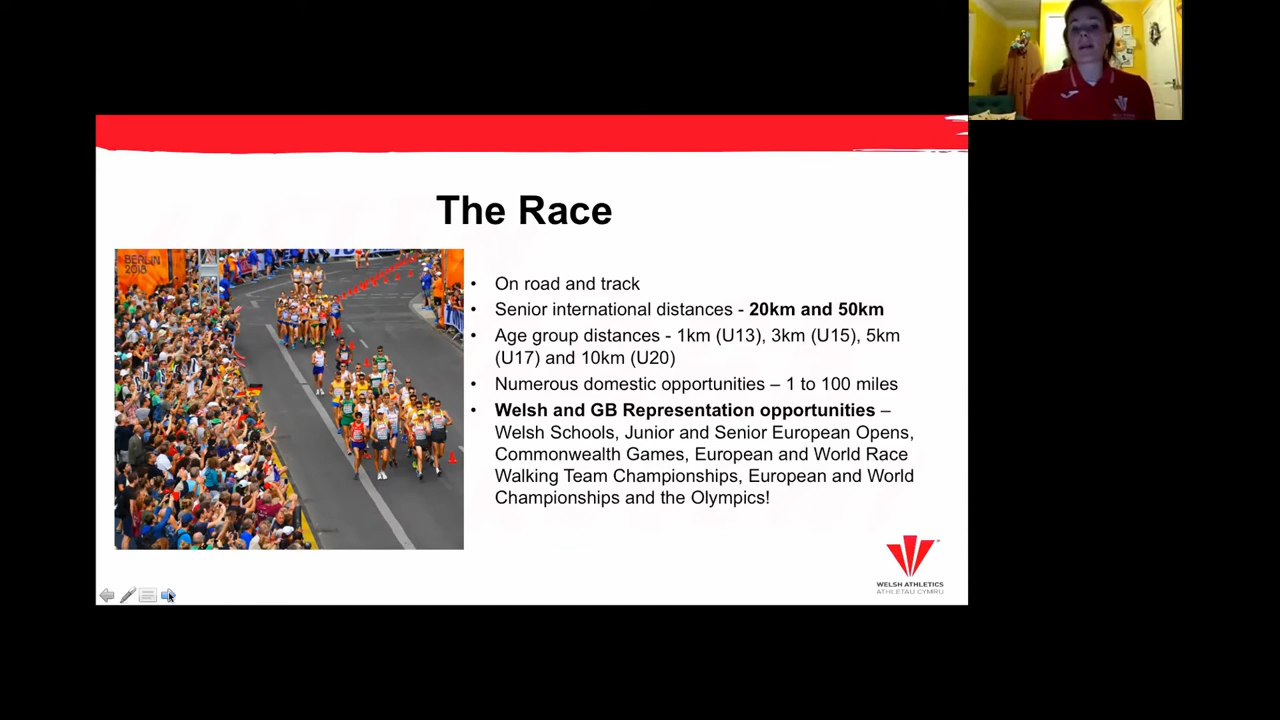 The Race
BERLIN
2018
• On road and track
• Senior international distances - 20km and 50km
• Age group distances - 1km (U13), 3km (U15), 5km
(U17) and 10km (U20)
• Numerous domestic opportunities – 1 to 100 miles
• Welsh and GB Representation opportunities –
Welsh Schools, Junior and Senior European Opens,
Commonwealth Games, European and World Race
Walking Team Championships, European and World
Championships and the Olympics!
WELSH ATHLETICS
ATHLETAU CYMRU